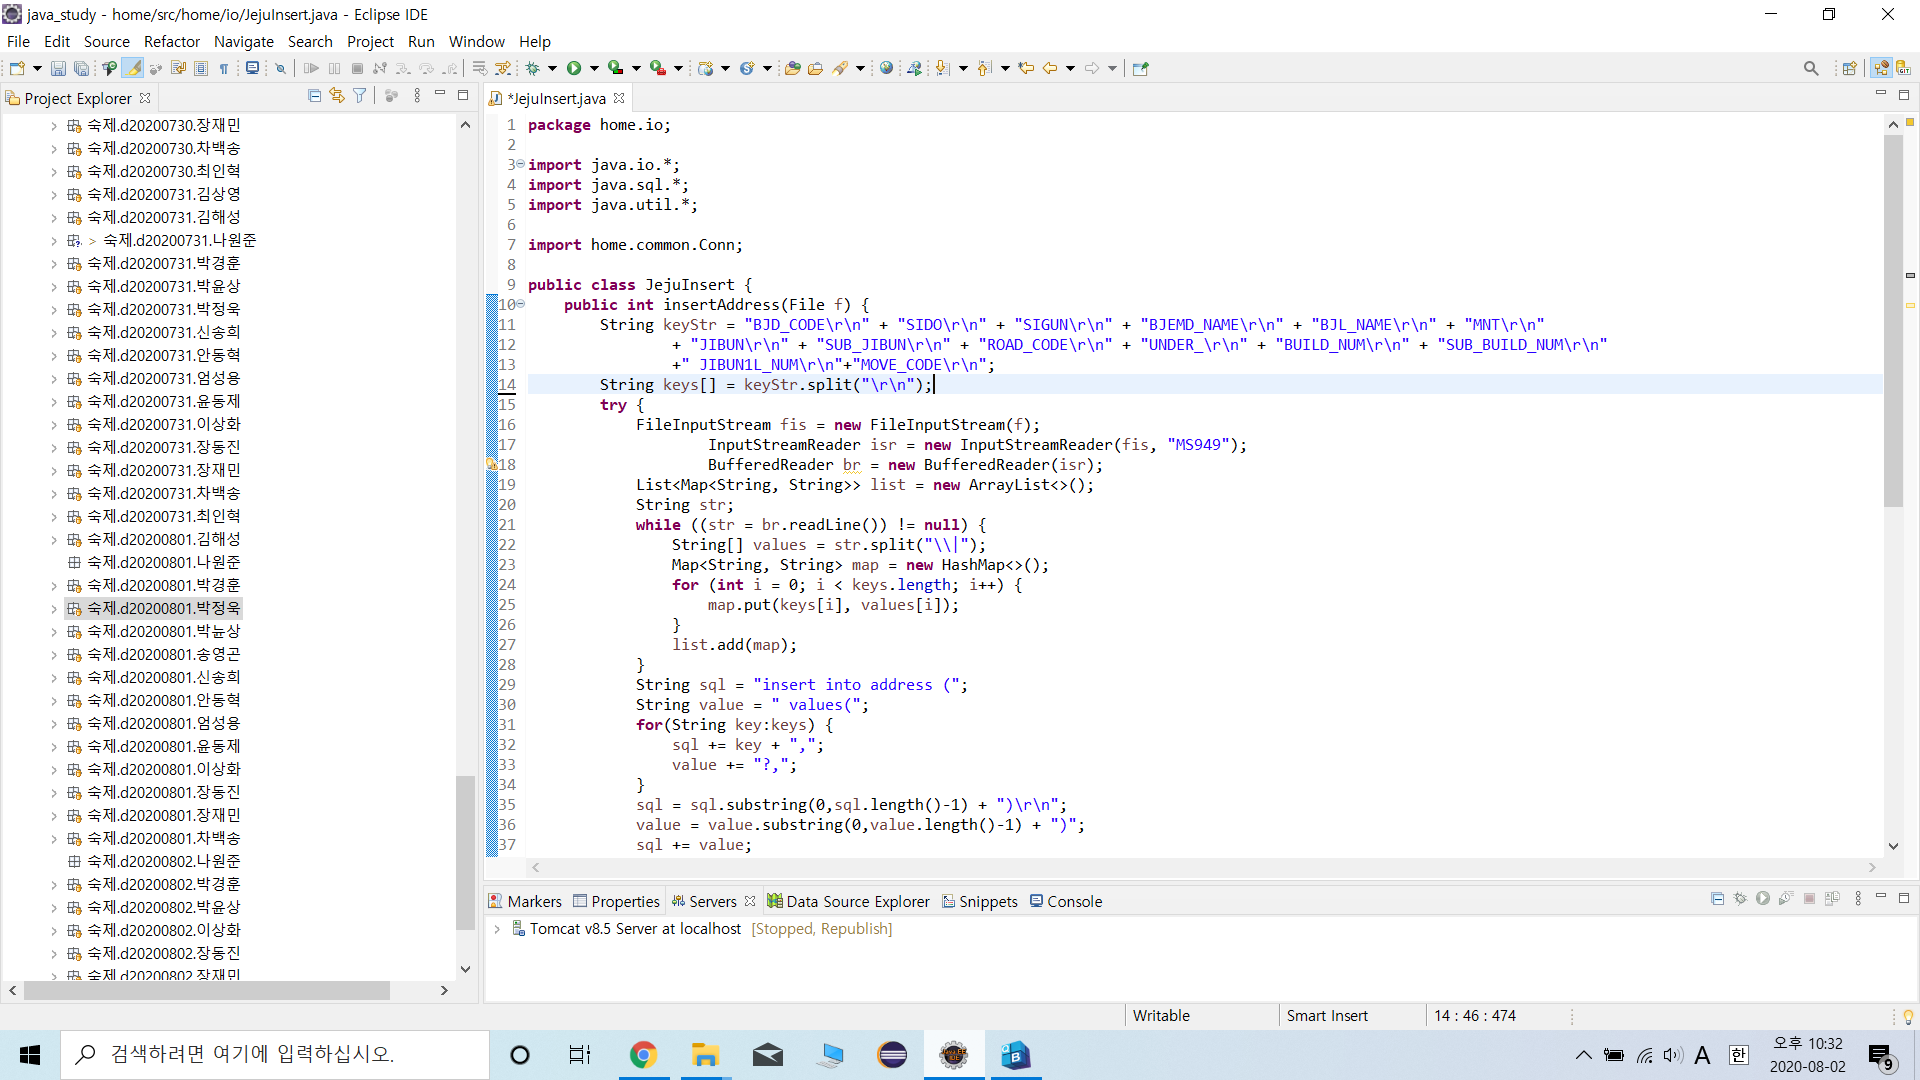 java_study - home/src/home/io/JejuInsert.java - Eclipse IDE
File Edit Source Refactor Navigate Search Project Run Window Help
Project Explorer
숙제.d20200730.장재민
숙제.d20200730.차백송
숙제.d20200730.최인혁
숙제.d20200731.김상영
숙제.d20200731.김해성
> 숙제.d20200731.나원준
숙제.d20200731.박경훈
숙제.d20200731.박윤상
숙제.d20200731.박정욱
숙제.d20200731.신송희
숙제.d20200731.안동혁
숙제.d20200731.엄성용
숙제.d20200731.윤동제
숙제.d20200731.이상화
숙제.d20200731.장동진
숙제.d20200731.장재민
숙제.d20200731.차백송
숙제.d20200731.최인혁
숙제.d20200801.김해성
숙제.d20200801.나원준
숙제.d20200801.박경훈
숙제.d20200801.박정욱
숙제.d20200801.박뉸상
숙제.d20200801.송영곤
숙제.d20200801.신송희
숙제.d20200801.안동혁
숙제.d20200801.엄성용
숙제.d20200801.윤동제
숙제.d20200801.이상화
숙제.d20200801.장동진
숙제.d20200801.장재민
숙제.d20200801.차백송
숙제.d20200802.나원준
숙제.d20200802.박경훈
숙제.d20200802.박윤상
숙제.d20200802.이상화
숙제.d20200802.장동진
숙제.d20200802.장재민
*JejuInsert.java
1 package home.io;
2
3 import java.io.*;
4 import java.sql.*;
5 import java.util.*;
6
7 import home.common.Conn;
8
9 public class JejuInsert {
10 public int insertAddress(File f) {
11 String keyStr = "BJD_CODE\r\n" + "SIDO\r\n" + "SIGUN\r\n" + "BJEMD_NAME\r\n" + "BJL_NAME\r\n" + "MNT\r\n"
12 + "JIBUN\r\n" + "SUB_JIBUN\r\n" + "ROAD_CODE\r\n" + "UNDER_\r\n" + "BUILD_NUM\r\n" + "SUB_BUILD_NUM\r\n"
13 +" JIBUN1L_NUM\r\n"+"MOVE_CODE\r\n";
14 String keys[] = keyStr.split("\r\n");
15 try {
16 FileInputStream fis = new FileInputStream(f);
17 InputStreamReader isr = new InputStreamReader(fis, "MS949");
18 BufferedReader br = new BufferedReader(isr);
19 List<Map<String, String>> list = new ArrayList<>();
20 String str;
21 while ((str = br.readLine()) != null) {
22 String[] values = str.split("\\|");
23 Map<String, String> map = new HashMap<>();
24 for (int i = 0; i < keys.length; i++) {
25 map.put(keys[i], values[i]);
26 }
27 list.add(map);
28 }
29 String sql = "insert into address (";
30 String value = " values(";
31 for(String key:keys) {
32 sql += key + ",";
33 value += "?,";
34 }
35 sql = sql.substring(0,sql.length()-1) + ")\r\n";
36 value = value.substring(0,value.length()-1) + ")";
37 sql += value;
Markers Properties Servers Data Source Explorer Snippets Console
Tomcat v8.5 Server at localhost [Stopped, Republish]
Writable Smart Insert 14 : 46 : 474
검색하려면 여기에 입력하십시오.
A 한 오후 10:32
2020-08-02
9